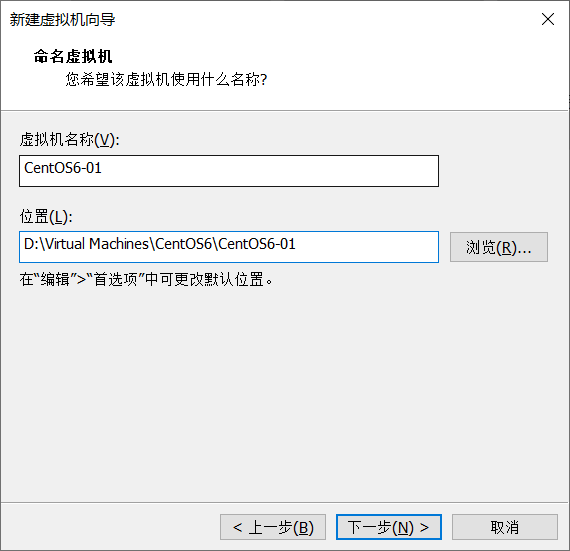 新建虚拟机向导
命名虚拟机
您希望该虚拟机使用什么名称?
虚拟机名称(V):
CentOS6-01
位置(L):
D:\Virtual Machines\CentOS6\CentOS6-01
浏览(R)...
在“编辑”>“首选项”中可更改默认位置。
< 上一步(B)
下一步(N) >
取消